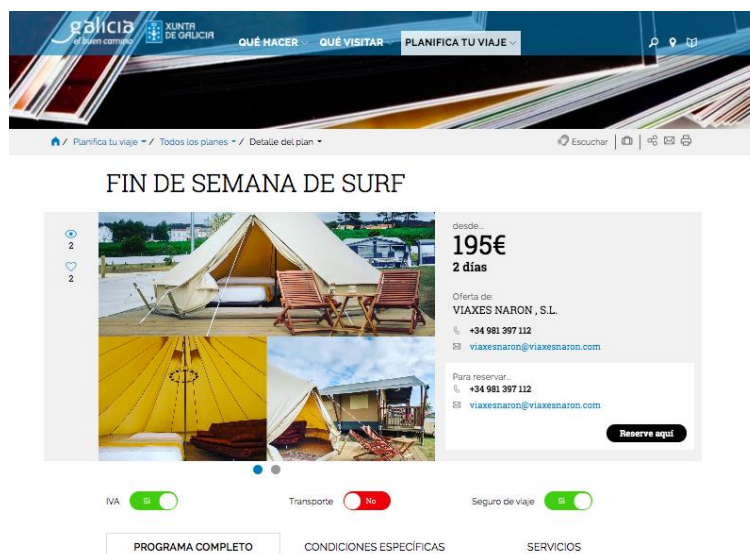 galicia
el buen camino
XUNTA
DE GALICIA
QUÉ HACER
QUÉ VISITAR
PLANIFICA TU VIAJE
/ Planifica tu viaje / Todos los planes / Detalle del plan
Escuchar
FIN DE SEMANA DE SURF
2
2
desde...
195€
2 días
Oferta de:
VIAXES NARON , S.L.
+34 981 397 112
viaxesnaron@viaxesnaron.com
Para reservar...
+34 981 397 112
viaxesnaron@viaxesnaron.com
Reserve aquí
IVA Si
Transporte No
Seguro de viaje Si
PROGRAMA COMPLETO
CONDICIONES ESPECÍFICAS
SERVICIOS